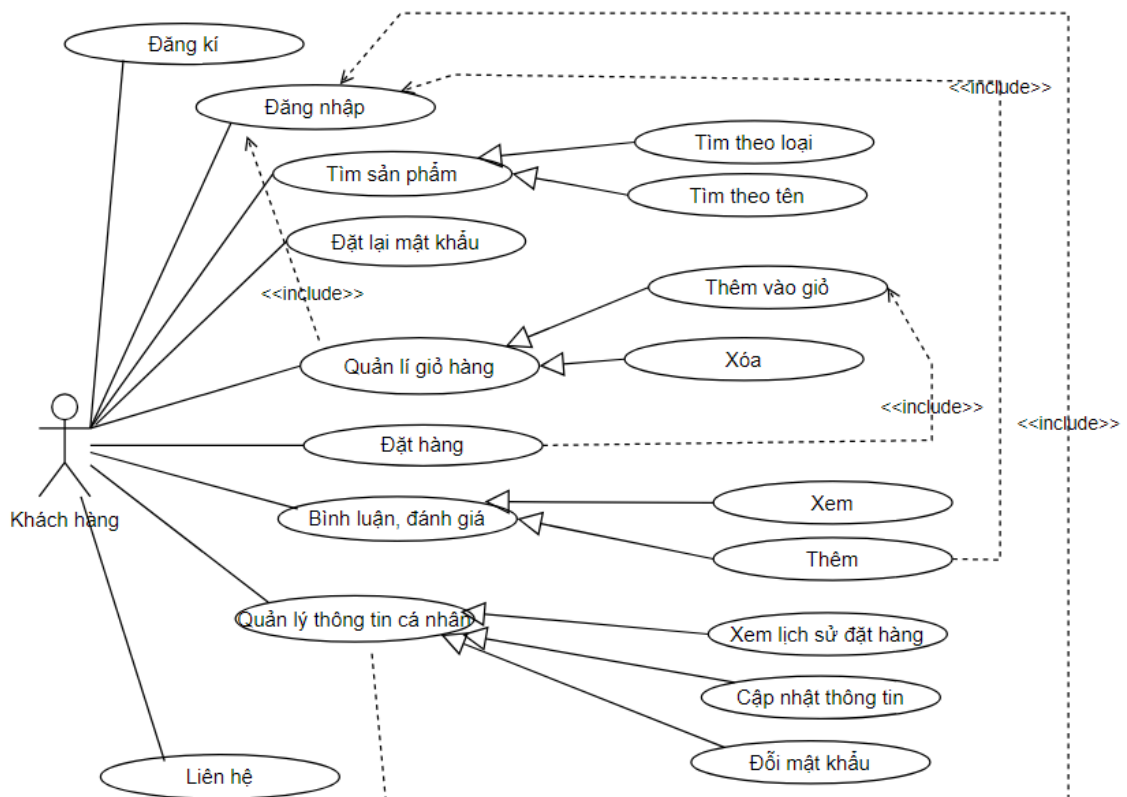 Đăng kí
Đăng nhập
<<include>>
Tìm theo loại
Tìm sản phẩm
Tìm theo tên
Đặt lại mật khẩu
<<include>>
Thêm vào giỏ
Quản lí giỏ hàng
Xóa
<<include>>
<<include>>
Đặt hàng
Khách hàng
Bình luận, đánh giá
Xem
Thêm
Quản lý thông tin cá nhân
Xem lịch sử đặt hàng
Cập nhật thông tin
Đỗi mật khẩu
Liên hệ